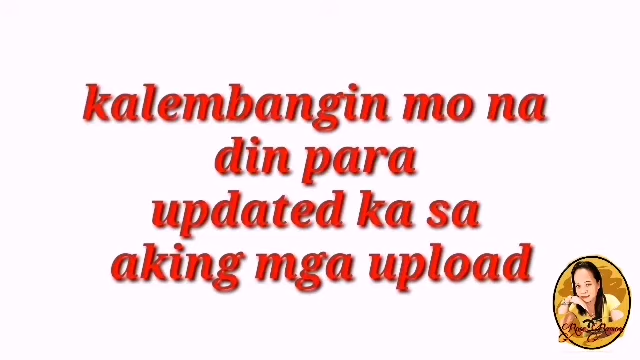 kalembangin mo na
din para
updated ka sa
aking mga upload